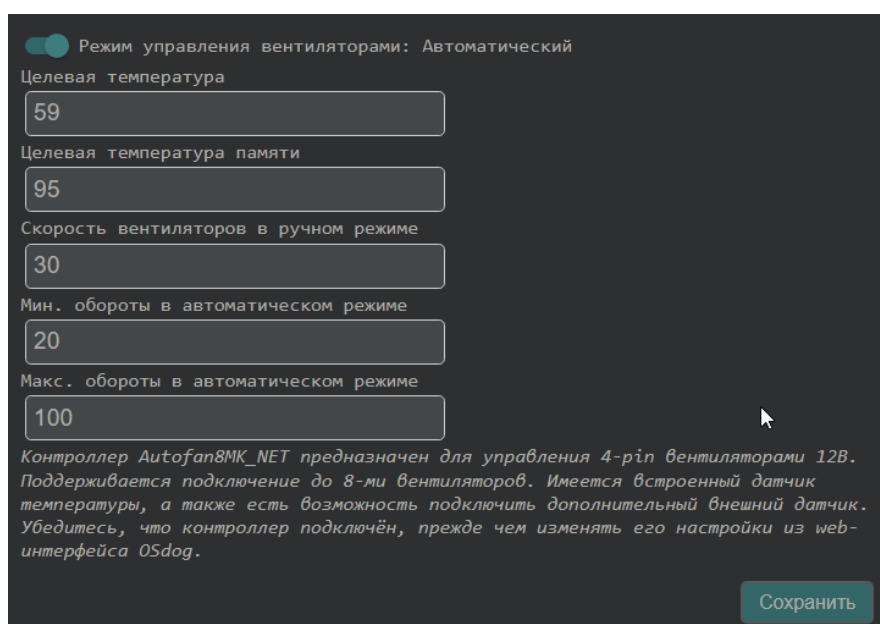 Режим управления вентиляторами: Автоматический
Целевая температура
59
Целевая температура памяти
95
Скорость вентиляторов в ручном режиме
30
Мин. обороты в автоматическом режиме
20
Макс. обороты в автоматическом режиме
100
Контроллер Autofan8MK_NET предназначен для управления 4-pin вентиляторами 12В.
Поддерживается подключение до 8-ми вентиляторов. Имеется встроенный датчик
температуры, а также есть возможность подключить дополнительный внешний датчик.
Убедитесь, что контроллер подключён, прежде чем изменять его настройки из web-
интерфейса OSdog.
Сохранить